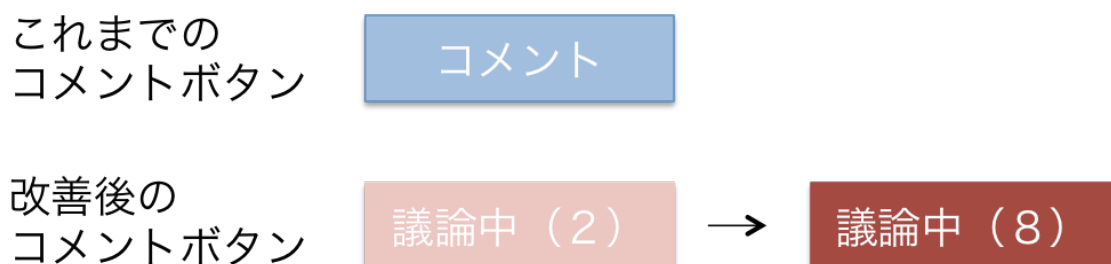 これまでの
コメントボタン
コメント
改善後の
コメントボタン
議論中（2）
→
議論中（8）